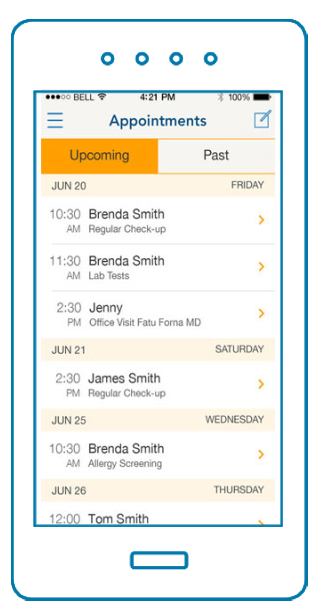 BELL 4:21 PM 100%
Appointments
Upcoming Past
JUN 20 FRIDAY
10:30 Brenda Smith
AM Regular Check-up
11:30 Brenda Smith
AM Lab Tests
2:30 Jenny
PM Office Visit Fatu Forna MD
JUN 21 SATURDAY
2:30 James Smith
PM Regular Check-up
JUN 25 WEDNESDAY
10:30 Brenda Smith
AM Allergy Screening
JUN 26 THURSDAY
12:00 Tom Smith